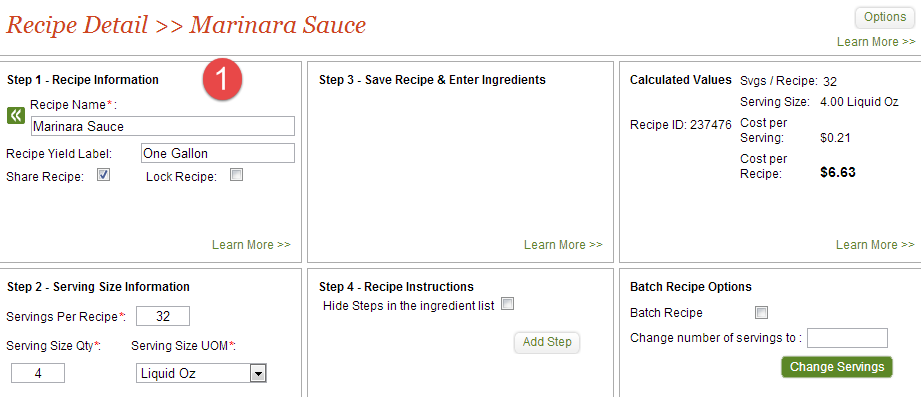 Recipe Detail >> Marinara Sauce
Options
Learn More >>
Step 1 - Recipe Information
1
Recipe Name*:
Marinara Sauce
Recipe Yield Label: One Gallon
Share Recipe: Lock Recipe:
Learn More >>
Step 3 - Save Recipe & Enter Ingredients
Learn More >>
Calculated Values
Recipe ID: 237476
Svgs / Recipe: 32
Serving Size: 4.00 Liquid Oz
Cost per
Serving: $0.21
Cost per
Recipe: $6.63
Learn More >>
Step 2 - Serving Size Information
Servings Per Recipe*: 32
Serving Size Qty*: Serving Size UOM*:
4 Liquid Oz
Step 4 - Recipe Instructions
Hide Steps in the ingredient list
Add Step
Batch Recipe Options
Batch Recipe
Change number of servings to :
Change Servings